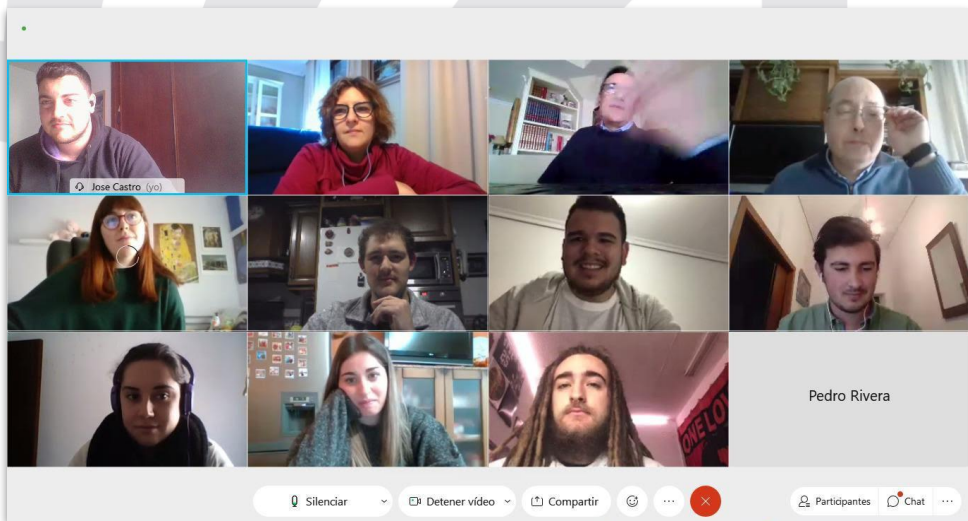 Jose Castro (yo)
ONE LOV
Pedro Rivera
Silenciar
Detener vídeo
Compartir
Participantes
Chat